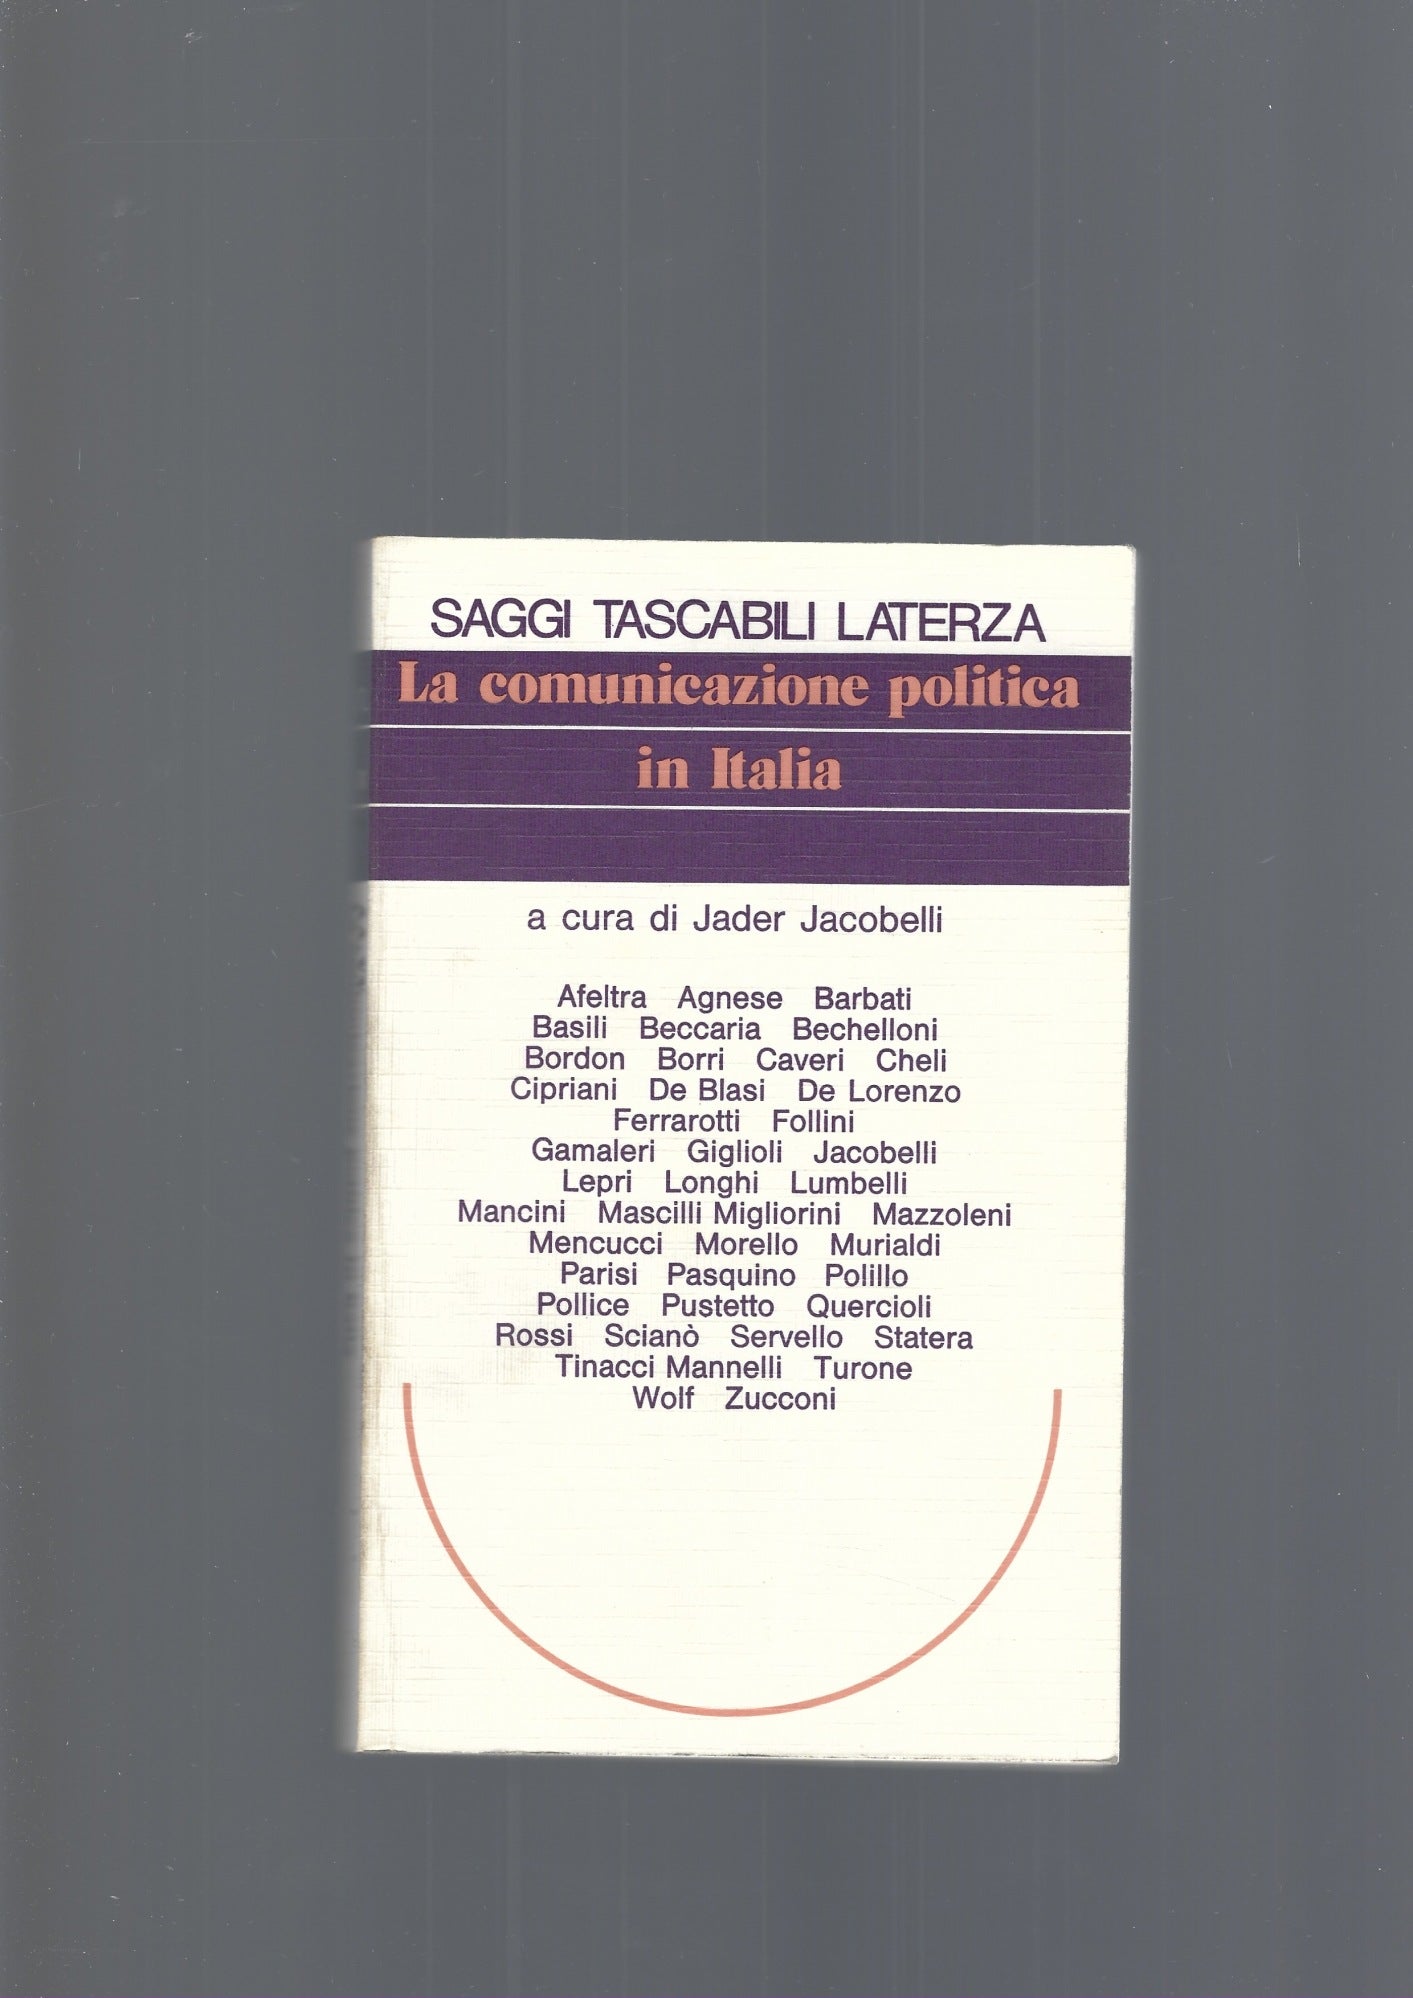 SAGGI TASCABILI LATERZA
La comunicazione politica
in Italia
a cura di Jader Jacobelli
Afeltra Agnese Barbati
Basili Beccaria Bechelloni
Bordon Borri Caveri Cheli
Cipriani De Blasi De Lorenzo
Ferrarotti Follini
Gamaleri Giglioli Jacobelli
Lepri Longhi Lumbelli
Mancini Mascilli Migliorini Mazzoleni
Mencucci Morello Murialdi
Parisi Pasquino Polillo
Pollice Pustetto Quercioli
Rossi Scianò Servello Statera
Tinacci Mannelli Turone
Wolf Zucconi